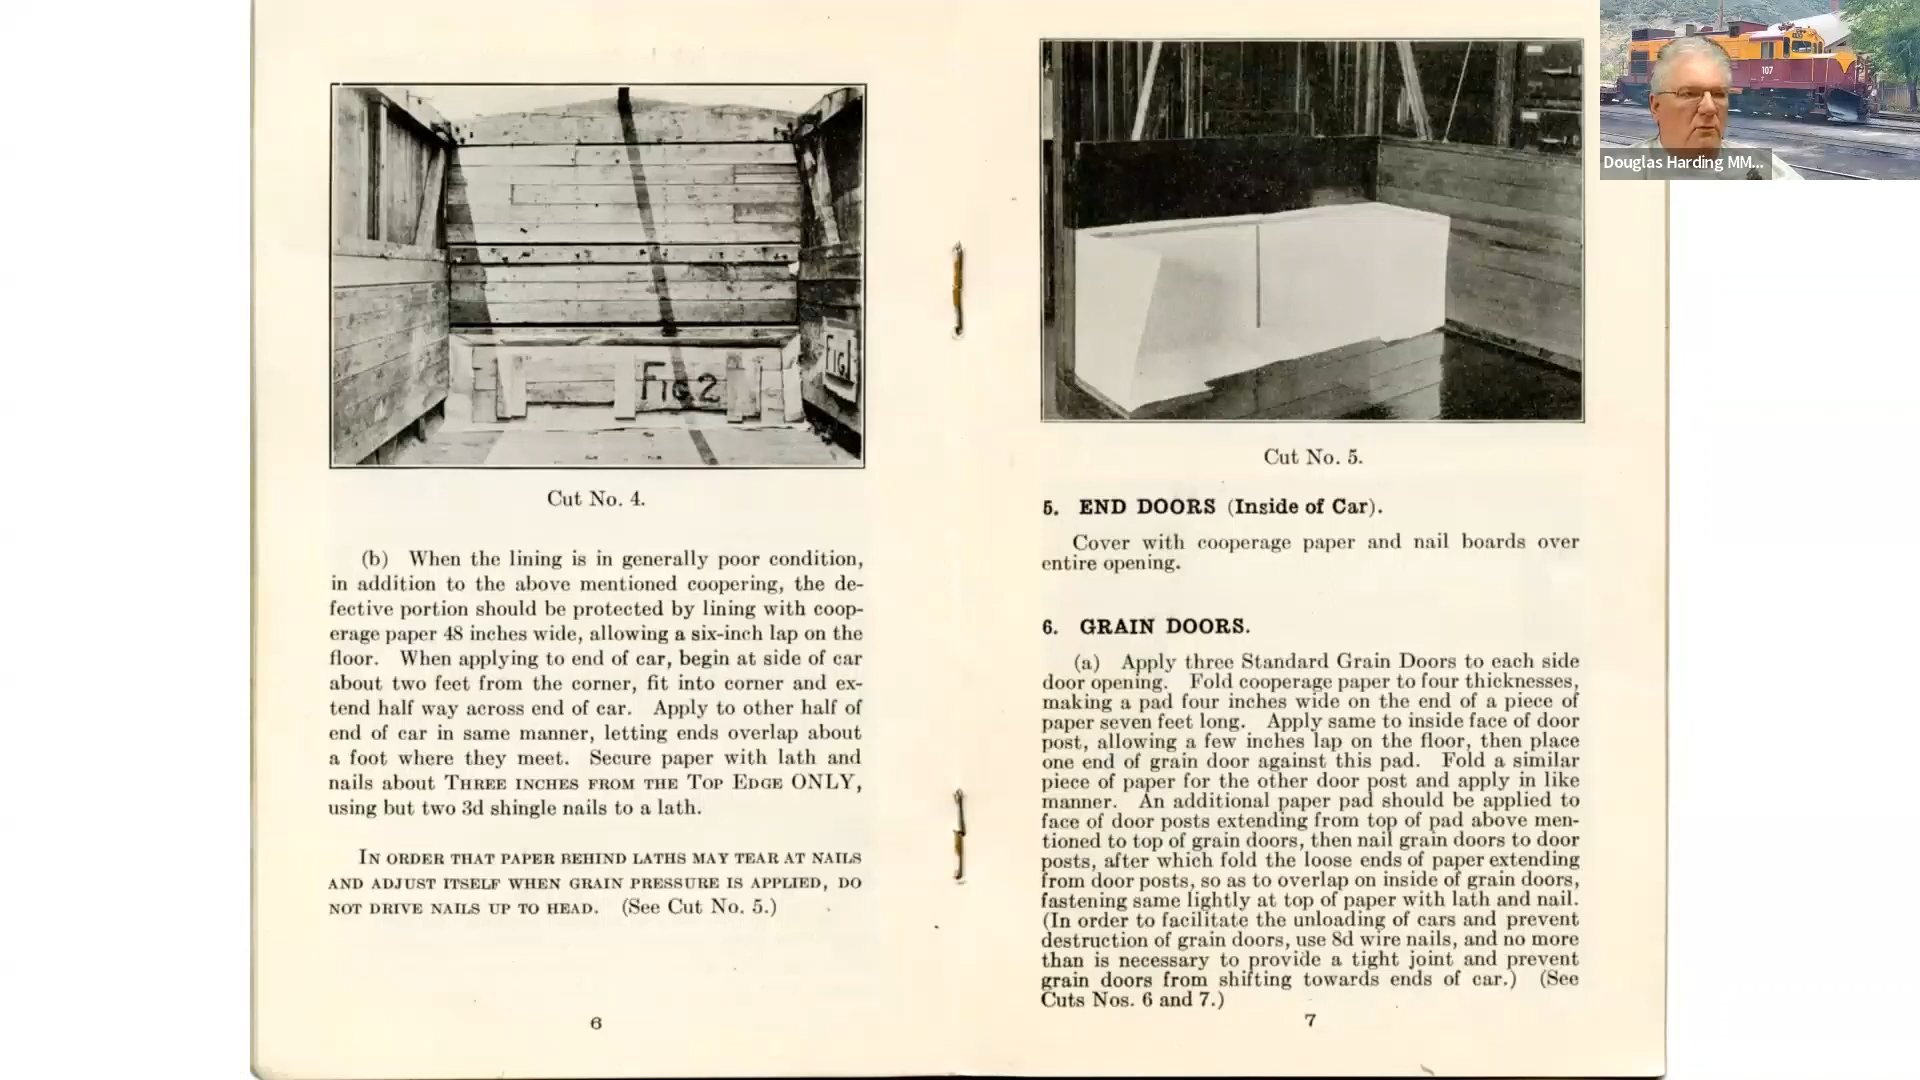 Fig 2
Fig 1
Cut No. 4.
(b) When the lining is in generally poor condition,
in addition to the above mentioned coopering, the de-
fective portion should be protected by lining with coop-
erage paper 48 inches wide, allowing a six-inch lap on the
floor. When applying to end of car, begin at side of car
about two feet from the corner, fit into corner and ex-
tend half way across end of car. Apply to other half of
end of car in same manner, letting ends overlap about
a foot where they meet. Secure paper with lath and
nails about THREE INCHES FROM THE TOP EDGE ONLY,
using but two 3d shingle nails to a lath.
IN ORDER THAT PAPER BEHIND LATHS MAY TEAR AT NAILS
AND ADJUST ITSELF WHEN GRAIN PRESSURE IS APPLIED, DO
NOT DRIVE NAILS UP TO HEAD. (See Cut No. 5.)
6
Cut No. 5.
5. END DOORS (Inside of Car).
Cover with cooperage paper and nail boards over
entire opening.
6. GRAIN DOORS.
(a) Apply three Standard Grain Doors to each side
door opening. Fold cooperage paper to four thicknesses,
making a pad four inches wide on the end of a piece of
paper seven feet long. Apply same to inside face of door
post, allowing a few inches lap on the floor, then place
one end of grain door against this pad. Fold a similar
piece of paper for the other door post and apply in like
manner. An additional paper pad should be applied to
face of door posts extending from top of pad above men-
tioned to top of grain doors, then nail grain doors to door
posts, after which fold the loose ends of paper extending
from door posts, so as to overlap on inside of grain doors,
fastening same lightly at top of paper with lath and nail.
(In order to facilitate the unloading of cars and prevent
destruction of grain doors, use 8d wire nails, and no more
than is necessary to provide a tight joint and prevent
grain doors from shifting towards ends of car.) (See
Cuts Nos. 6 and 7.)
7
107
Douglas Harding MM...